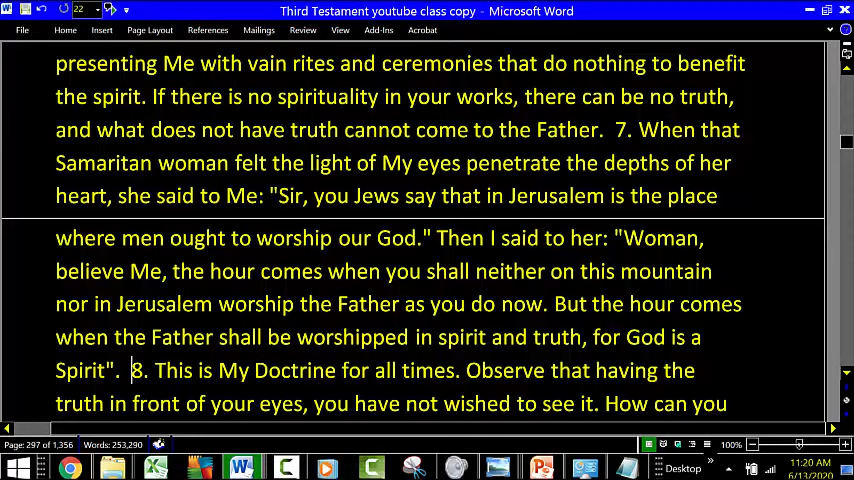 22
Third Testament youtube class copy - Microsoft Word
File Home Insert Page Layout References Mailings Review View Add-Ins Acrobat
presenting Me with vain rites and ceremonies that do nothing to benefit
the spirit. If there is no spirituality in your works, there can be no truth,
and what does not have truth cannot come to the Father.  7. When that
Samaritan woman felt the light of My eyes penetrate the depths of her
heart, she said to Me: "Sir, you Jews say that in Jerusalem is the place
where men ought to worship our God." Then I said to her: "Woman,
believe Me, the hour comes when you shall neither on this mountain
nor in Jerusalem worship the Father as you do now. But the hour comes
when the Father shall be worshipped in spirit and truth, for God is a
Spirit".  8. This is My Doctrine for all times. Observe that having the
truth in front of your eyes, you have not wished to see it. How can you
Page: 297 of 1,356 Words: 253,290 100%
Desktop 11:20 AM
6/13/2020